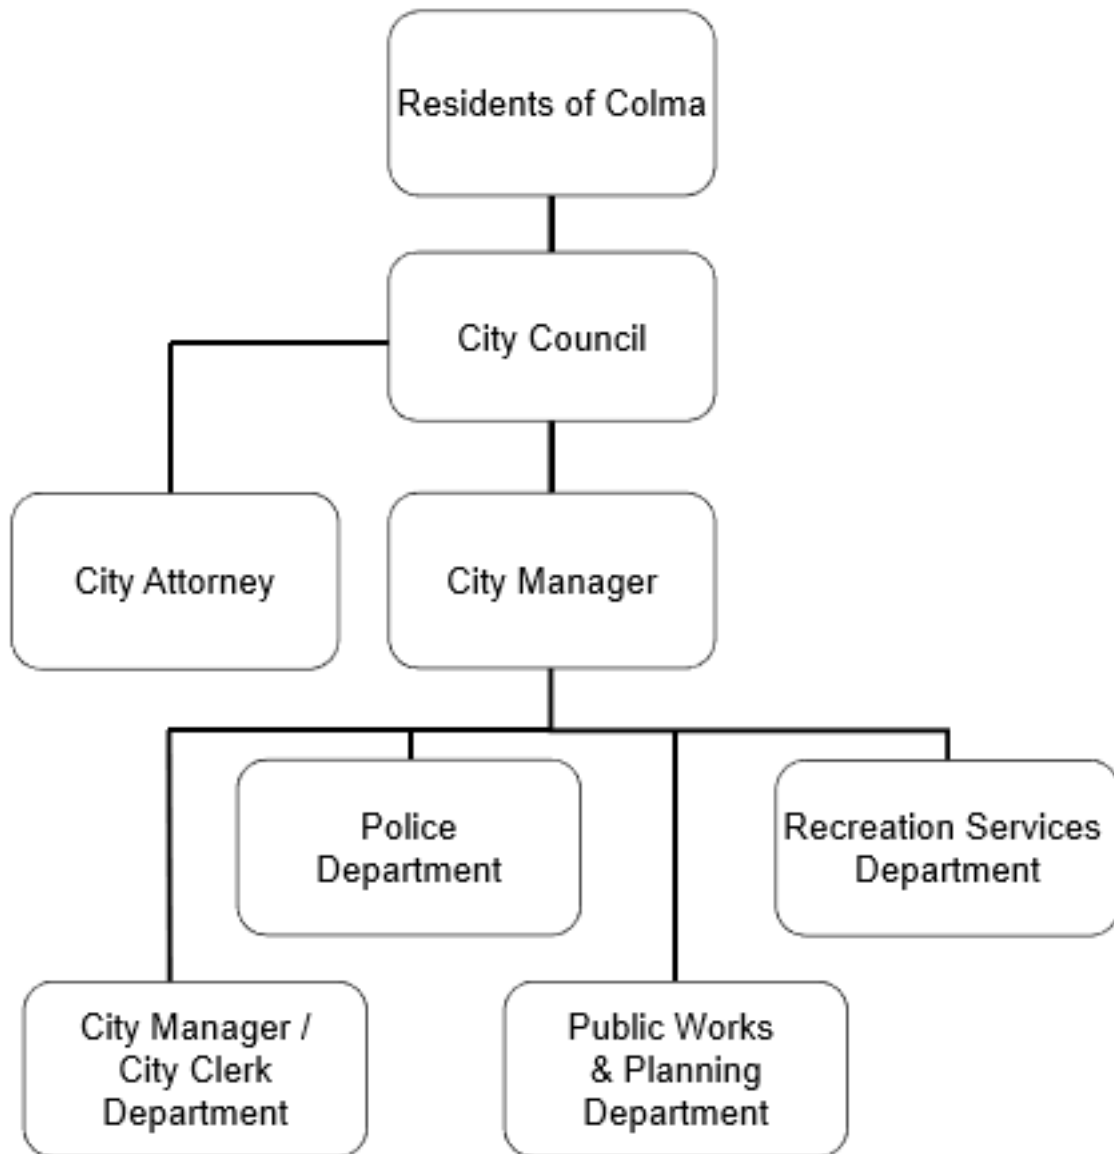 Residents of Colma
City Council
City Attorney
City Manager
Police
Department
Recreation Services
Department
City Manager /
City Clerk
Department
Public Works
& Planning
Department